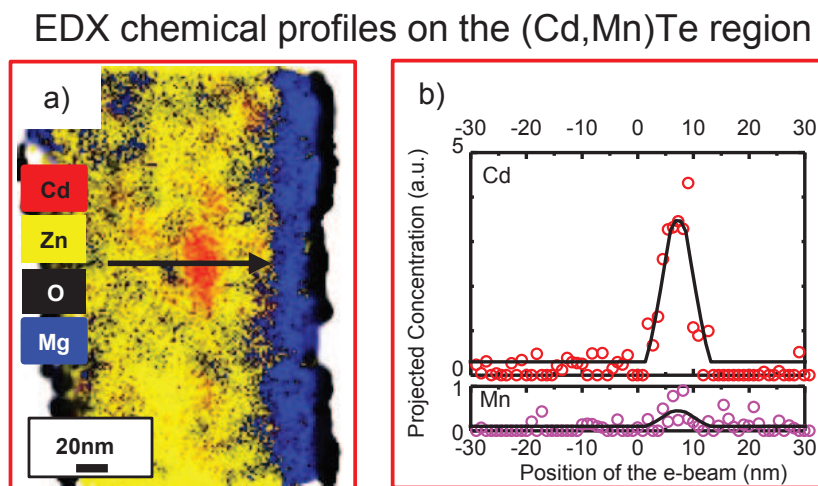 EDX chemical profiles on the (Cd,Mn)Te region
a)
Cd
Zn
O
Mg
20nm
b)
-30 -20 -10 0 10 20 30
5
Cd
0
1
Mn
0
-30 -20 -10 0 10 20 30
Projected Concentration (a.u.)
Position of the e-beam (nm)